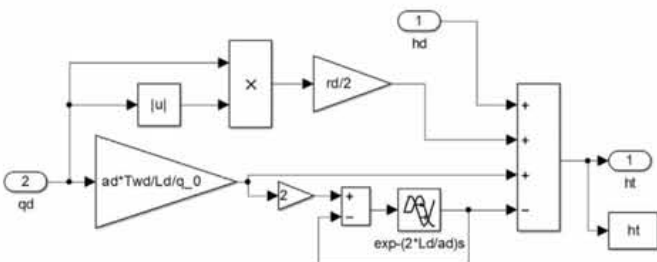 1
hd
rd/2
×
|u|
+
+
+
−
1
ht
2
qd
ad*Twd/Ld/q_0
2
+
−
exp-(2*Ld/ad)s
ht